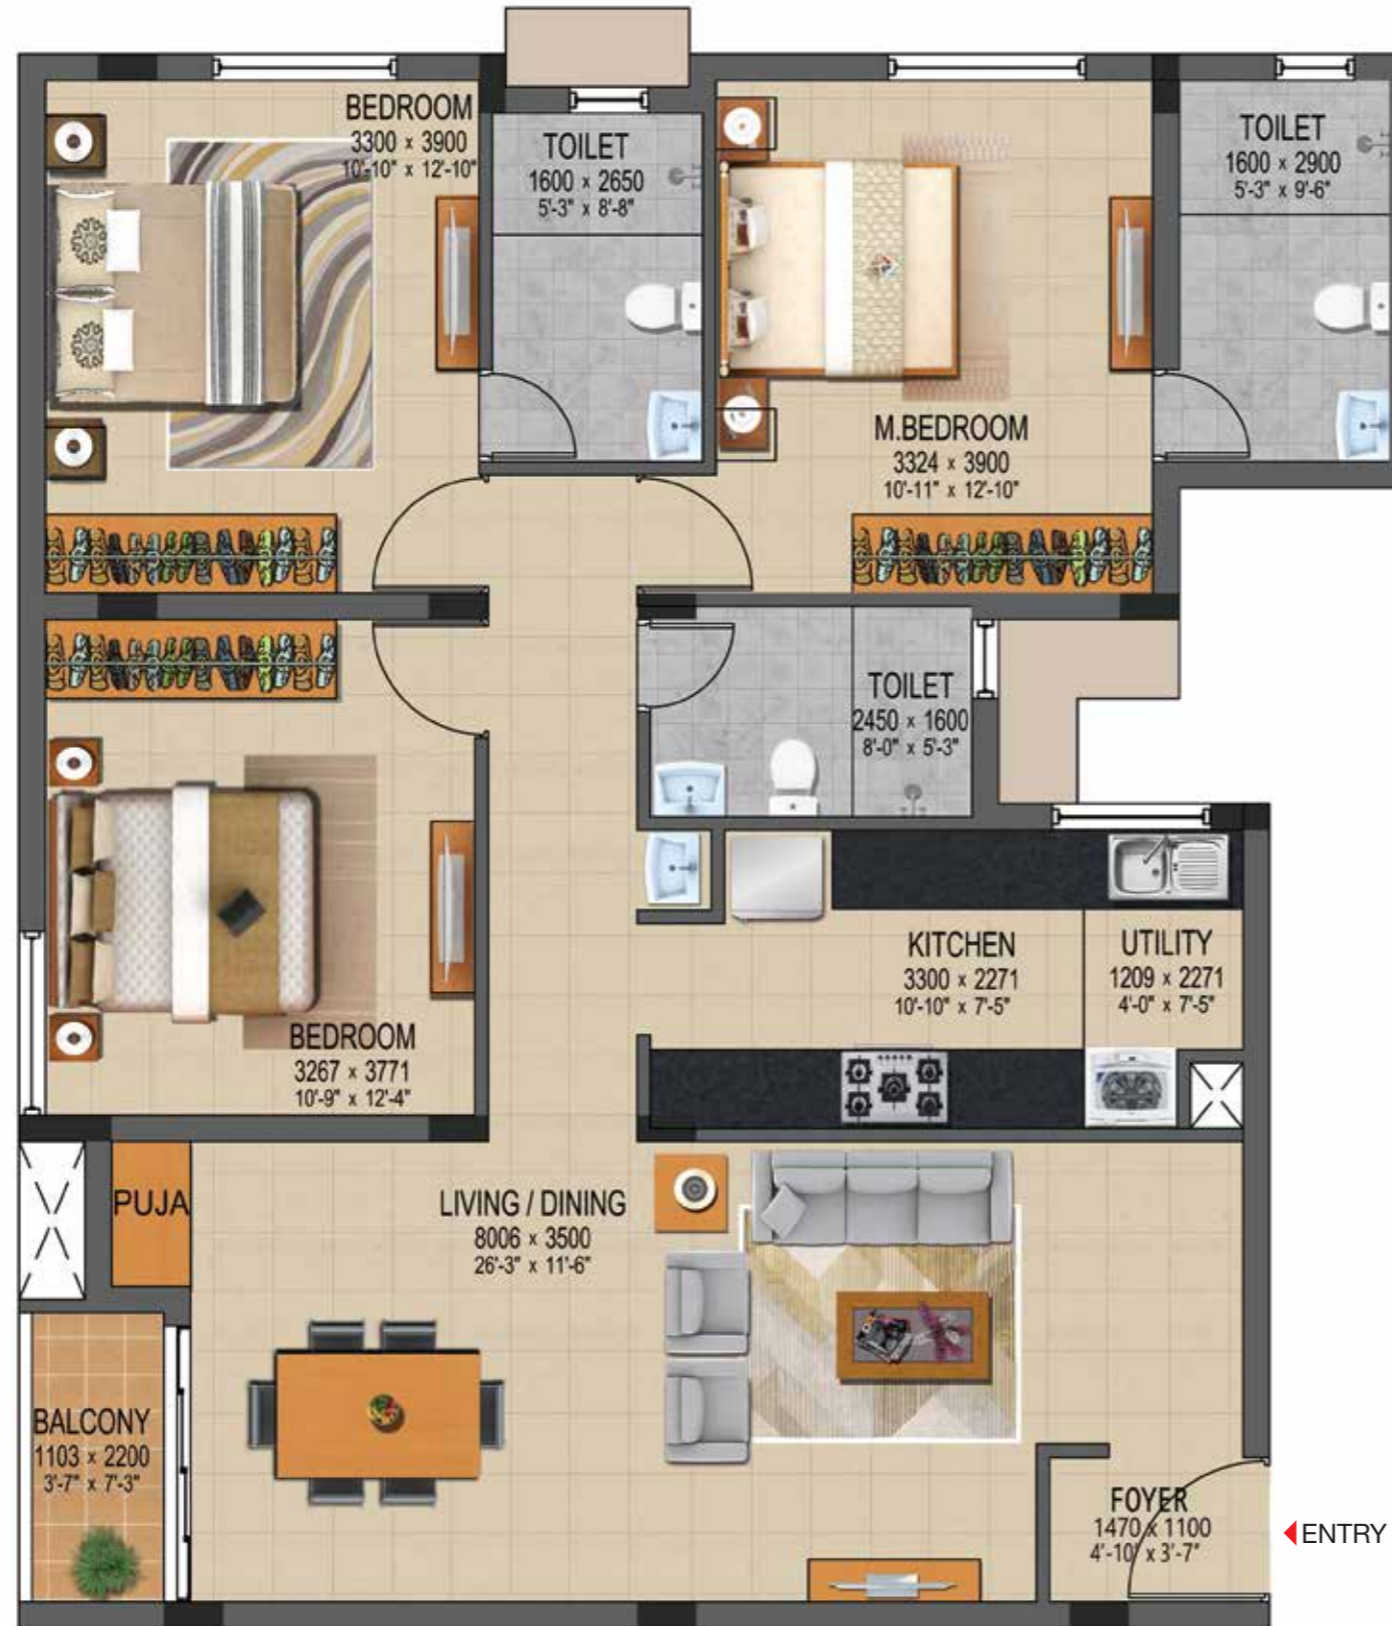 BEDROOM
3300 x 3900
10'-10" x 12'-10"
TOILET
1600 x 2650
5'-3" x 8'-8"
M.BEDROOM
3324 x 3900
10'-11" x 12'-10"
TOILET
1600 x 2900
5'-3" x 9'-6"
TOILET
2450 x 1600
8'-0" x 5'-3"
KITCHEN
3300 x 2271
10'-10" x 7'-5"
UTILITY
1209 x 2271
4'-0" x 7'-5"
BEDROOM
3267 x 3771
10'-9" x 12'-4"
PUJA
LIVING / DINING
8006 x 3500
26'-3" x 11'-6"
BALCONY
1103 x 2200
3'-7" x 7'-3"
FOYER
1470 x 1100
4'-10" x 3'-7"
ENTRY